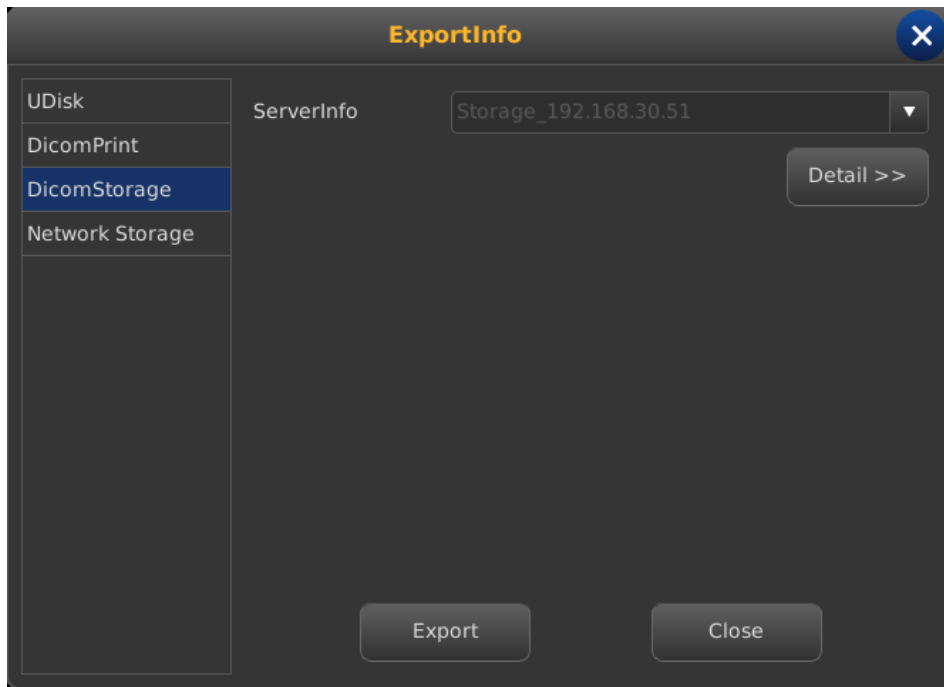 ExportInfo
UDisk
DicomPrint
DicomStorage
Network Storage
ServerInfo
Storage_192.168.30.51
Detail >>
Export
Close